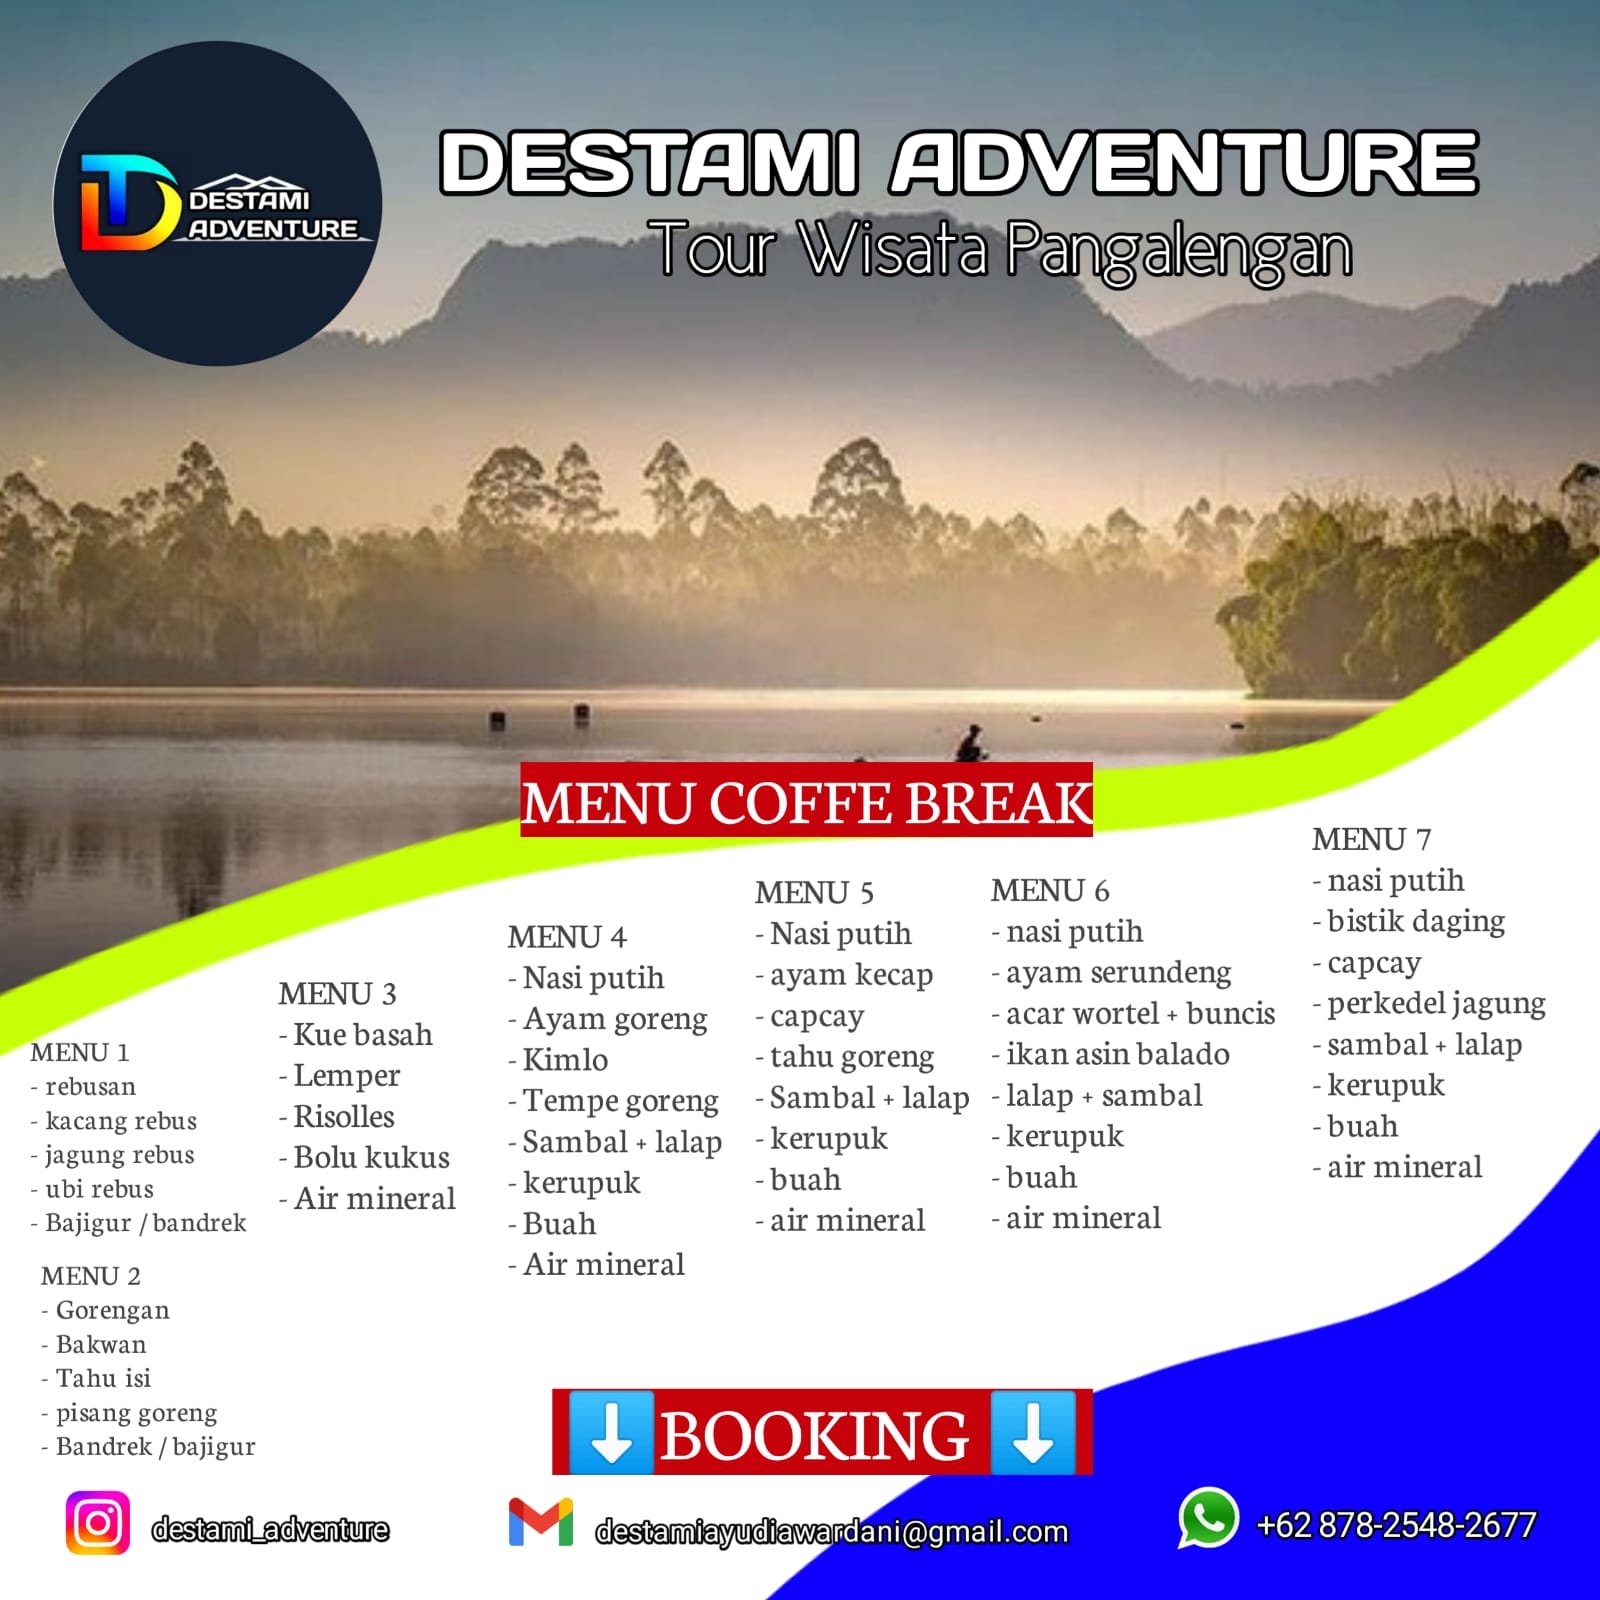 DESTAMI
ADVENTURE
DESTAMI ADVENTURE
Tour Wisata Pangalengan
MENU COFFE BREAK
MENU 1
- rebusan
- kacang rebus
- jagung rebus
- ubi rebus
- Bajigur / bandrek
MENU 2
- Gorengan
- Bakwan
- Tahu isi
- pisang goreng
- Bandrek / bajigur
MENU 3
- Kue basah
- Lemper
- Risolles
- Bolu kukus
- Air mineral
MENU 4
- Nasi putih
- Ayam goreng
- Kimlo
- Tempe goreng
- Sambal + lalap
- kerupuk
- Buah
- Air mineral
MENU 5
- Nasi putih
- ayam kecap
- capcay
- tahu goreng
- Sambal + lalap
- kerupuk
- buah
- air mineral
MENU 6
- nasi putih
- ayam serundeng
- acar wortel + buncis
- ikan asin balado
- lalap + sambal
- kerupuk
- buah
- air mineral
MENU 7
- nasi putih
- bistik daging
- capcay
- perkedel jagung
- sambal + lalap
- kerupuk
- buah
- air mineral
BOOKING
destami_adventure
destamiayudiawardani@gmail.com
+62 878-2548-2677